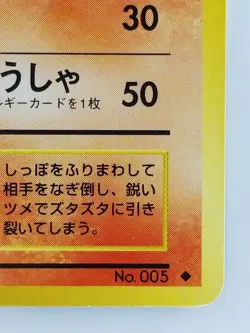 30
うしゃ 50
ルギーカードを1枚
しっぽをふりまわして
相手をなぎ倒し、鋭い
ツメでズタズタに引き
裂いてしまう。
No. 005 ◆